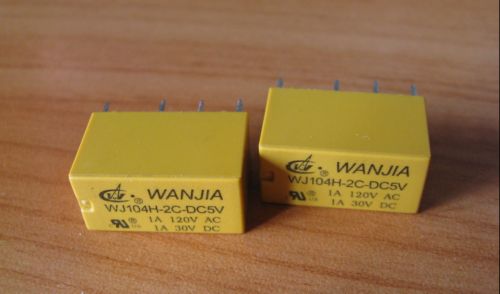 ® WANJIA
WJ104H-2C-DC5V
1A 120V AC
1A 30V DC
® WANJIA
WJ104H-2C-DC5V
1A 120V AC
1A 30V DC